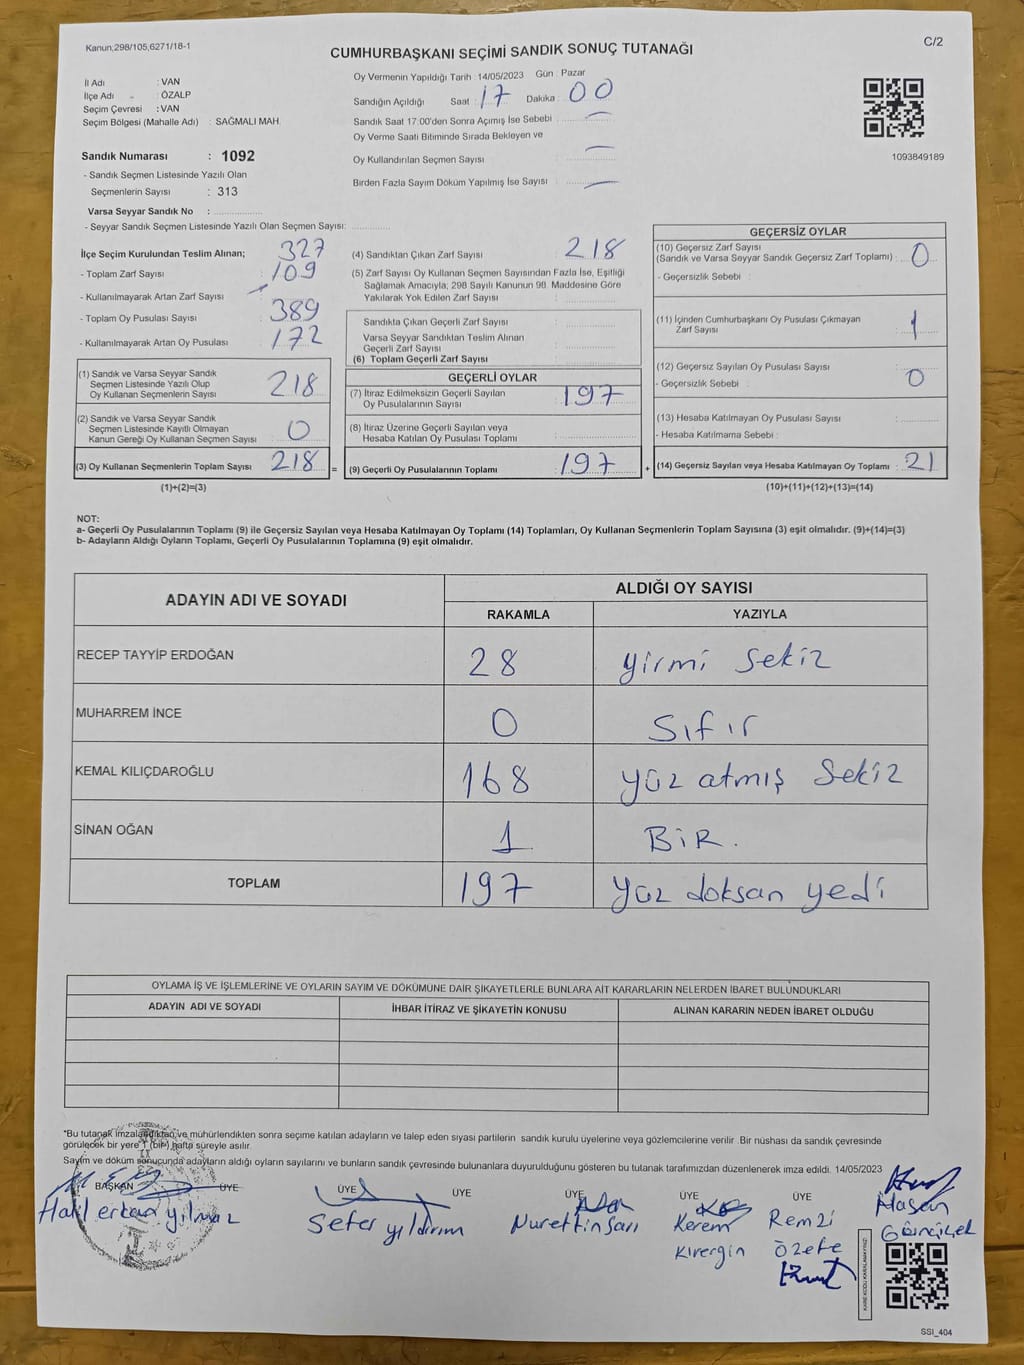 Kanun;298/105,6271/18-1
C/2
CUMHURBAŞKANI SEÇİMİ SANDIK SONUÇ TUTANAĞI
İl Adı : VAN
İlçe Adı : ÖZALP
Seçim Çevresi : VAN
Seçim Bölgesi (Mahalle Adı) : SAĞMALI MAH.
Sandık Numarası : 1092
- Sandık Seçmen Listesinde Yazılı Olan
Seçmenlerin Sayısı : 313
Varsa Seyyar Sandık No :
- Seyyar Sandık Seçmen Listesinde Yazılı Olan Seçmen Sayısı:
Oy Vermenin Yapıldığı Tarih : 14/05/2023 Gün : Pazar
Sandığın Açıldığı Saat : 17 Dakika : 00
Sandık Saat 17:00'den Sonra Açımış İse Sebebi :
Oy Verme Saati Bitiminde Sırada Bekleyen ve
Oy Kullandırılan Seçmen Sayısı :
Birden Fazla Sayım Döküm Yapılmış İse Sayısı :
1093849189
İlçe Seçim Kurulundan Teslim Alınan;
- Toplam Zarf Sayısı : 327
- Kullanılmayarak Artan Zarf Sayısı : 109
- Toplam Oy Pusulası Sayısı : 389
- Kullanılmayarak Artan Oy Pusulası : 172
(1) Sandık ve Varsa Seyyar Sandık
Seçmen Listesinde Yazılı Olup
Oy Kullanan Seçmenlerin Sayısı : 218
(2) Sandık ve Varsa Seyyar Sandık
Seçmen Listesinde Kayıtlı Olmayan
Kanun Gereği Oy Kullanan Seçmen Sayısı : 0
(3) Oy Kullanan Seçmenlerin Toplam Sayısı : 218
(1)+(2)=(3)
(4) Sandıktan Çıkan Zarf Sayısı : 218
(5) Zarf Sayısı Oy Kullanan Seçmen Sayısından Fazla İse, Eşitliği
Sağlamak Amacıyla, 298 Sayılı Kanunun 98. Maddesine Göre
Yakılarak Yok Edilen Zarf Sayısı :
Sandıkta Çıkan Geçerli Zarf Sayısı :
Varsa Seyyar Sandıktan Teslim Alınan
Geçerli Zarf Sayısı :
(6) Toplam Geçerli Zarf Sayısı :
GEÇERLİ OYLAR
(7) İtiraz Edilmeksizin Geçerli Sayılan
Oy Pusulalarının Sayısı : 197
(8) İtiraz Üzerine Geçerli Sayılan veya
Hesaba Katılan Oy Pusulası Toplamı :
= (9) Geçerli Oy Pusulalarının Toplamı : 197
GEÇERSİZ OYLAR
(10) Geçersiz Zarf Sayısı
(Sandık ve Varsa Seyyar Sandık Geçersiz Zarf Toplamı) : 0
- Geçersizlik Sebebi :
(11) İçinden Cumhurbaşkanı Oy Pusulası Çıkmayan
Zarf Sayısı : 1
(12) Geçersiz Sayılan Oy Pusulası Sayısı : 0
- Geçersizlik Sebebi :
(13) Hesaba Katılmayan Oy Pusulası Sayısı :
- Hesaba Katılmama Sebebi :
+ (14) Geçersiz Sayılan veya Hesaba Katılmayan Oy Toplamı : 21
(10)+(11)+(12)+(13)=(14)
NOT:
a- Geçerli Oy Pusulalarının Toplamı (9) ile Geçersiz Sayılan veya Hesaba Katılmayan Oy Toplamı (14) Toplamları, Oy Kullanan Seçmenlerin Toplam Sayısına (3) eşit olmalıdır. (9)+(14)=(3)
b- Adayların Aldığı Oyların Toplamı, Geçerli Oy Pusulalarının Toplamına (9) eşit olmalıdır.
ADAYIN ADI VE SOYADI ALDIĞI OY SAYISI
RAKAMLA YAZIYLA
RECEP TAYYİP ERDOĞAN 28 yirmi sekiz
MUHARREM İNCE 0 Sıfır
KEMAL KILIÇDAROĞLU 168 yüz atmış Sekiz
SİNAN OĞAN 1 BİR.
TOPLAM 197 yüz doksan yedi
OYLAMA İŞ VE İŞLEMLERİNE VE OYLARIN SAYIM VE DÖKÜMÜNE DAİR ŞİKAYETLERLE BUNLARA AİT KARARLARIN NELERDEN İBARET BULUNDUKLARI
ADAYIN ADI VE SOYADI İHBAR İTİRAZ VE ŞİKAYETİN KONUSU ALINAN KARARIN NEDEN İBARET OLDUĞU
"Bu tutanak imzalandıktan ve mühürlendikten sonra seçime katılan adayların ve talep eden siyasi partilerin sandık kurulu üyelerine veya gözlemcilerine verilir. Bir nüshası da sandık çevresinde
görülecek bir yere 1 (bir) hafta süreyle asılır.
Sayım ve döküm sonucunda adayların aldığı oyların sayılarını ve bunların sandık çevresinde bulunanlara duyurulduğunu gösteren bu tutanak tarafımızdan düzenlenerek imza edildi. 14/05/2023
BAŞKAN ÜYE ÜYE ÜYE ÜYE ÜYE ÜYE
Halil ercan yılmaz Sefer yıldırım Nurettin Sarı Kerem Kırergin Remzi Özefe Hasan
KARE KODU KARALAMAYINIZ!
SSI_404